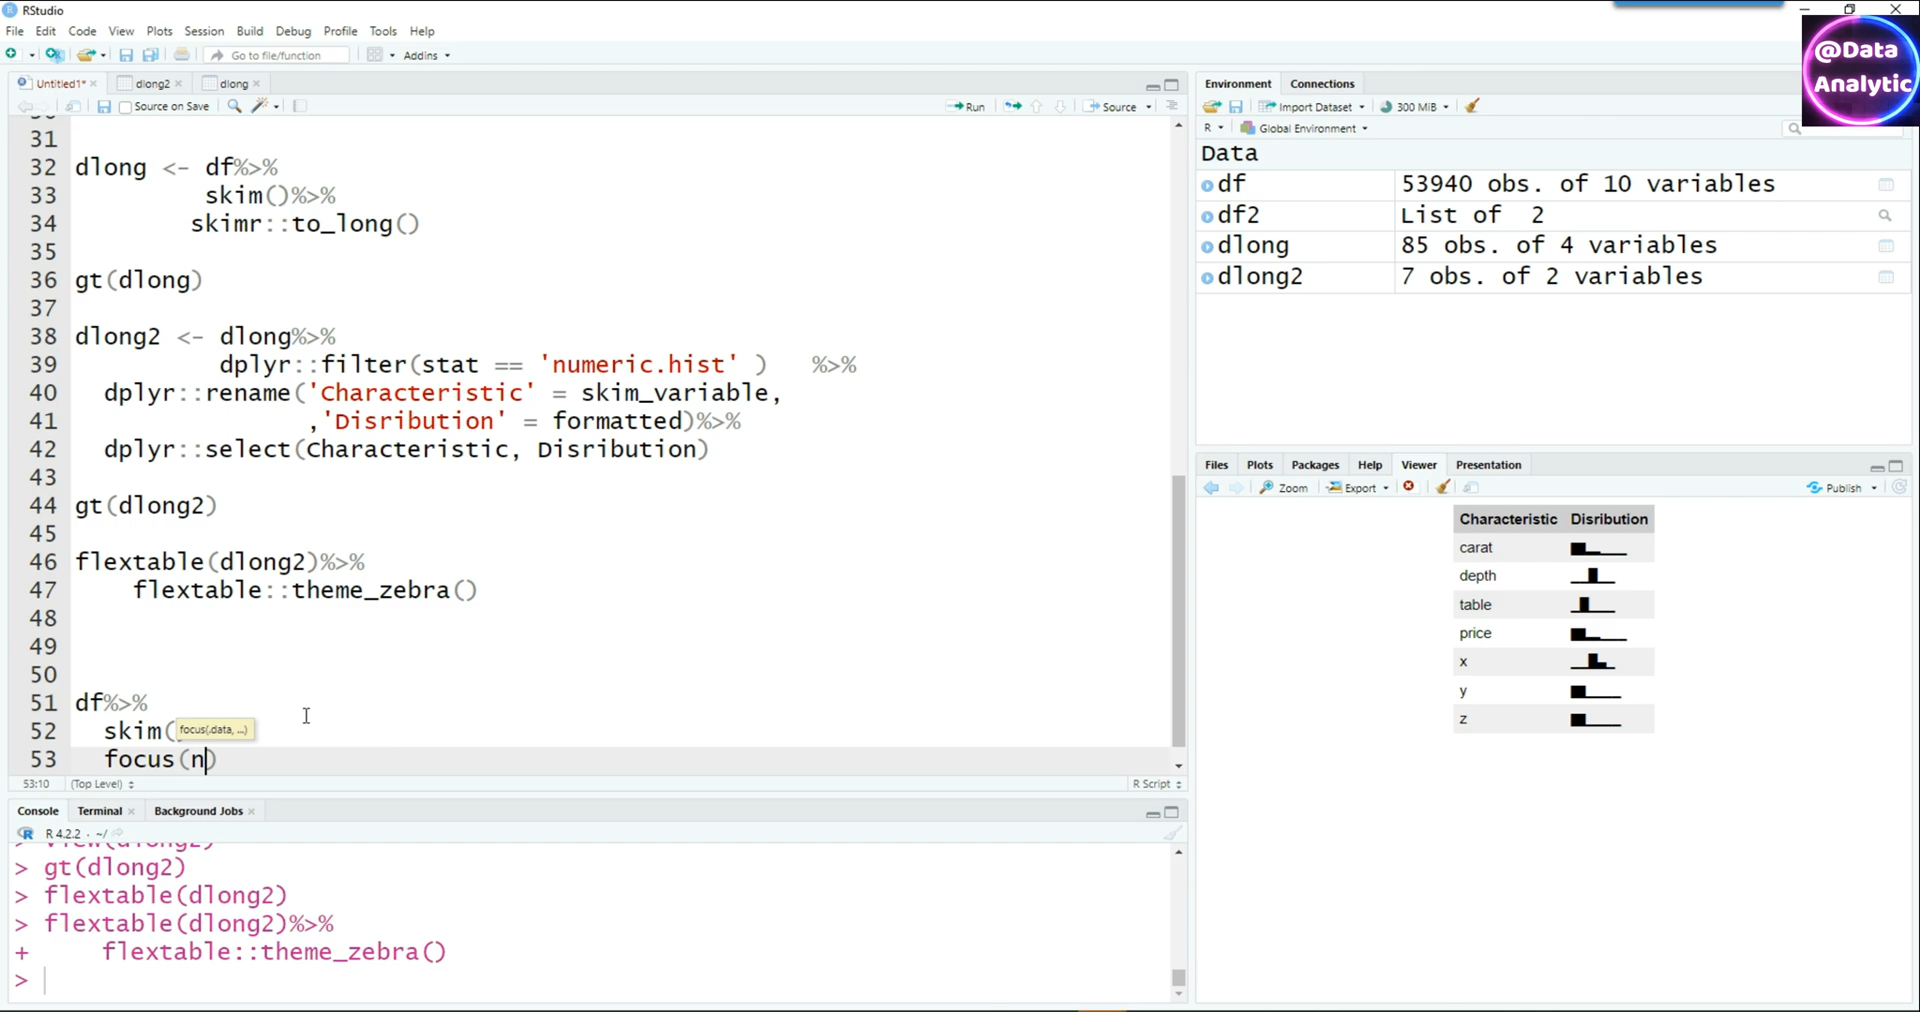 RStudio
File Edit Code View Plots Session Build Debug Profile Tools Help
Go to file/function Addins
@Data
Analytic
Untitled1* dlong2 dlong
Source on Save Run Source
31
32 dlong <- df%>%
33 skim()%>%
34 skimr::to_long()
35
36 gt(dlong)
37
38 dlong2 <- dlong%>%
39 dplyr::filter(stat == 'numeric.hist' ) %>%
40 dplyr::rename('Characteristic' = skim_variable,
41 ,'Disribution' = formatted)%>%
42 dplyr::select(Characteristic, Disribution)
43
44 gt(dlong2)
45
46 flextable(dlong2)%>%
47 flextable::theme_zebra()
48
49
50
51 df%>%
52 skim(
focus(.data, ...)
53 focus(n)
53:10 (Top Level) R Script
Console Terminal Background Jobs
R 4.2.2 · ~/
> View(dlong2)
> gt(dlong2)
> flextable(dlong2)
> flextable(dlong2)%>%
+ flextable::theme_zebra()
>
Environment Connections
Import Dataset 300 MiB
R Global Environment
Data
df 53940 obs. of 10 variables
df2 List of 2
dlong 85 obs. of 4 variables
dlong2 7 obs. of 2 variables
Files Plots Packages Help Viewer Presentation
Zoom Export Publish
Characteristic Disribution
carat
depth
table
price
x
y
z